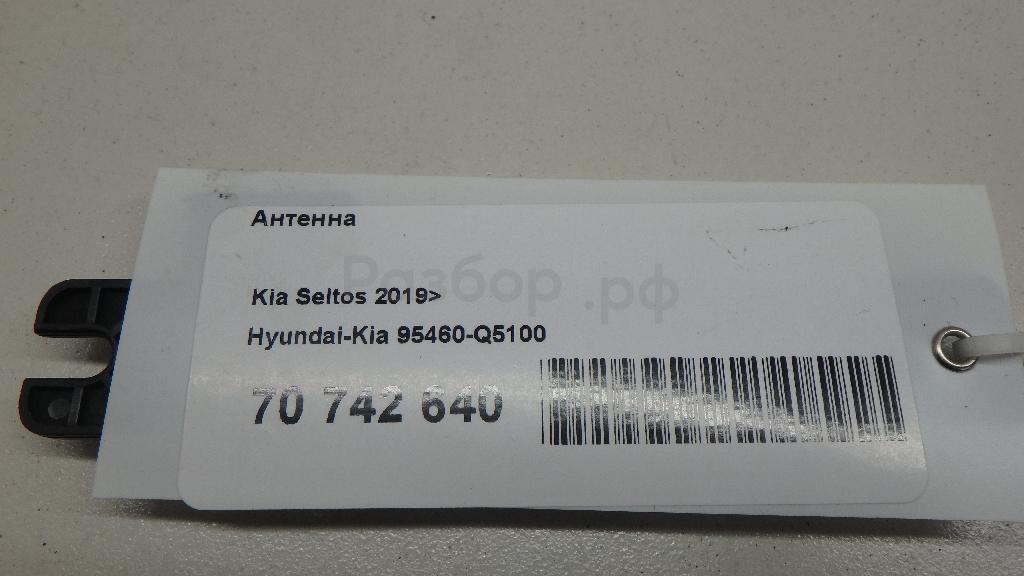 Антенна
Разбор.рф
Kia Seltos 2019>
Hyundai-Kia 95460-Q5100
70 742 640